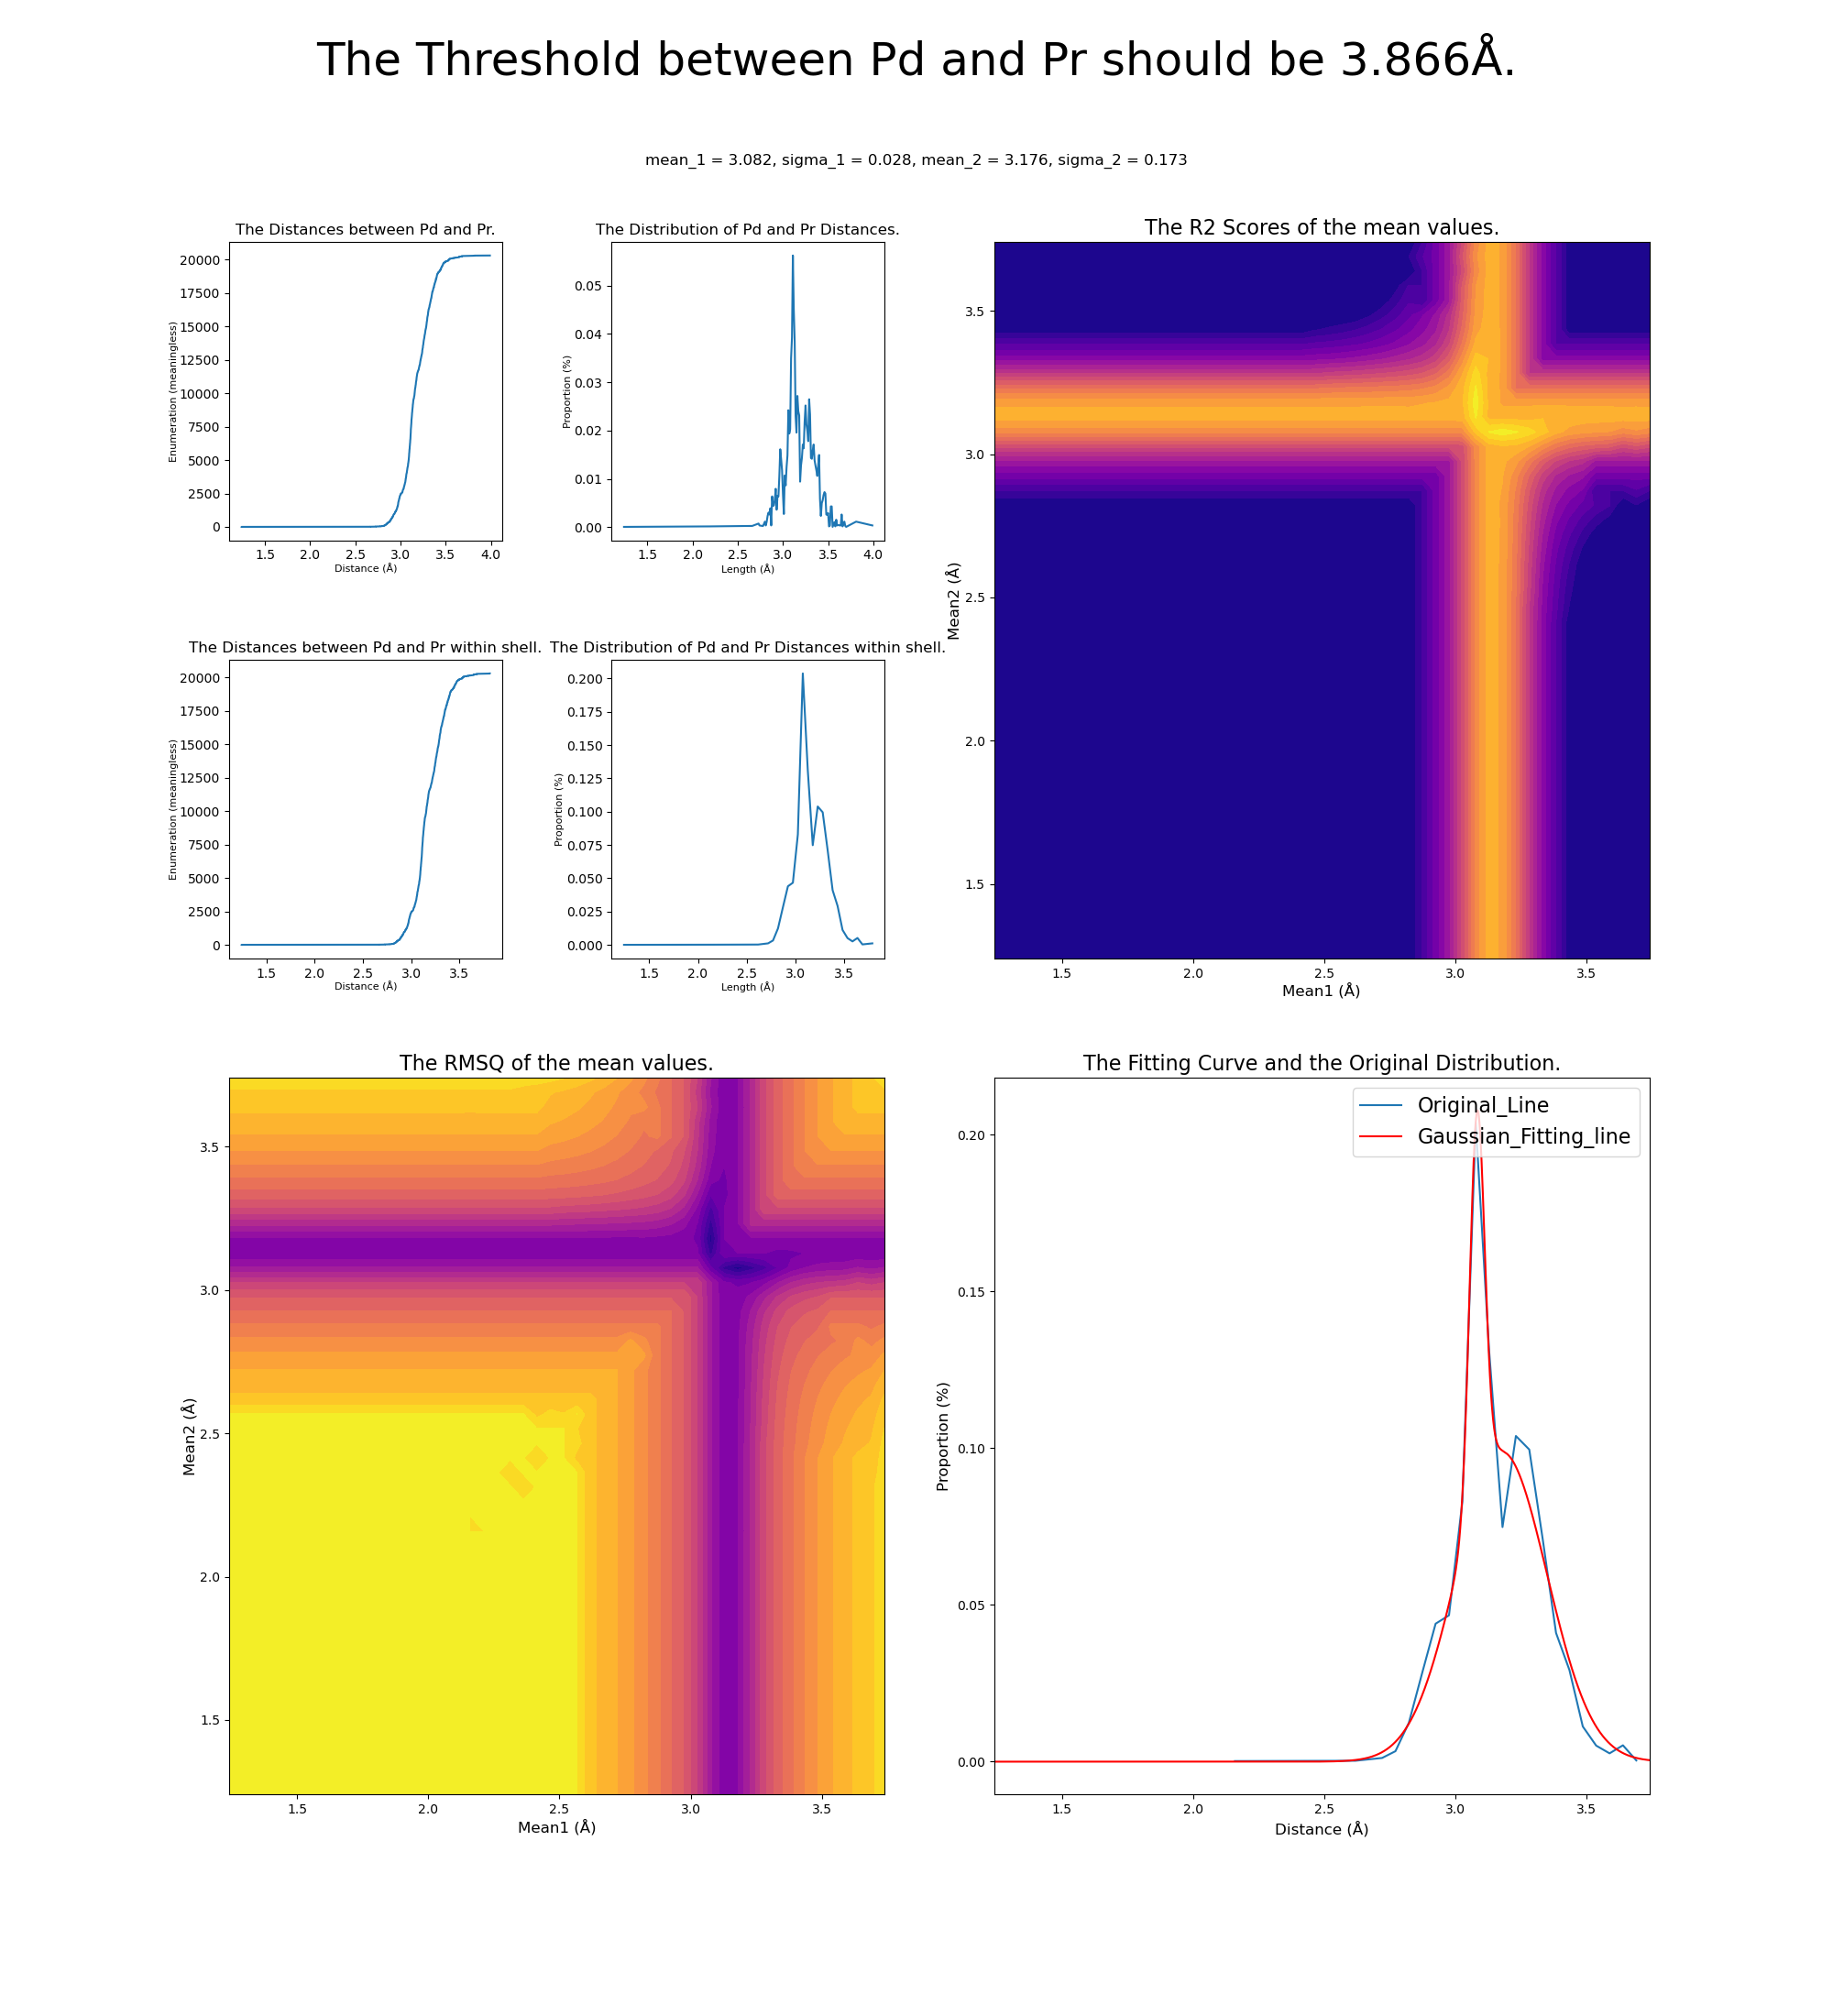 The Threshold between Pd and Pr should be 3.866Å.
mean_1 = 3.082, sigma_1 = 0.028, mean_2 = 3.176, sigma_2 = 0.173
The Distances between Pd and Pr.
Enumeration (meaningless)
20000
17500
15000
12500
10000
7500
5000
2500
0
1.5 2.0 2.5 3.0 3.5 4.0
Distance (Å)
The Distribution of Pd and Pr Distances.
Proportion (%)
0.05
0.04
0.03
0.02
0.01
0.00
1.5 2.0 2.5 3.0 3.5 4.0
Length (Å)
The R2 Scores of the mean values.
Mean2 (Å)
3.5
3.0
2.5
2.0
1.5
1.5 2.0 2.5 3.0 3.5
Mean1 (Å)
The Distances between Pd and Pr within shell.
Enumeration (meaningless)
20000
17500
15000
12500
10000
7500
5000
2500
0
1.5 2.0 2.5 3.0 3.5
Distance (Å)
The Distribution of Pd and Pr Distances within shell.
Proportion (%)
0.200
0.175
0.150
0.125
0.100
0.075
0.050
0.025
0.000
1.5 2.0 2.5 3.0 3.5
Length (Å)
The RMSQ of the mean values.
Mean2 (Å)
3.5
3.0
2.5
2.0
1.5
1.5 2.0 2.5 3.0 3.5
Mean1 (Å)
The Fitting Curve and the Original Distribution.
Original_Line
Gaussian_Fitting_line
Proportion (%)
0.20
0.15
0.10
0.05
0.00
1.5 2.0 2.5 3.0 3.5
Distance (Å)